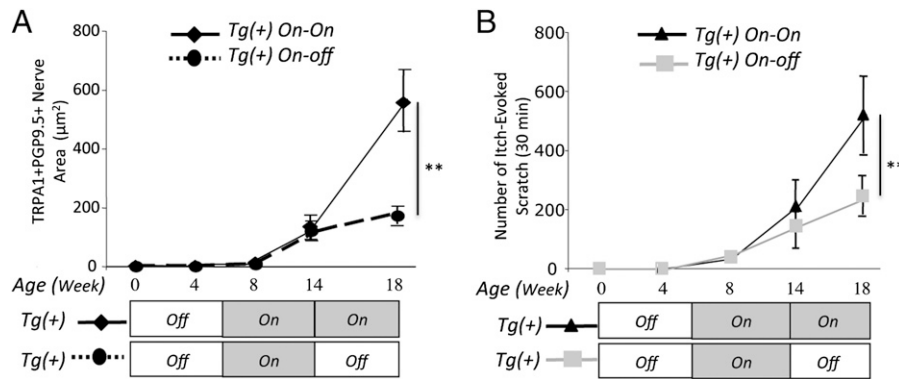 A
800
600
400
200
0
TRPA1+PGP9.5+ Nerve
Area (µm²)
Tg(+) On-On
Tg(+) On-off
**
0 4 8 14 18
Age (Week)
Tg(+) Off On On
Tg(+) Off On Off
B
800
600
400
200
0
Number of Itch-Evoked
Scratch (30 min)
Tg(+) On-On
Tg(+) On-off
**
0 4 8 14 18
Age (Week)
Tg(+) Off On On
Tg(+) Off On Off